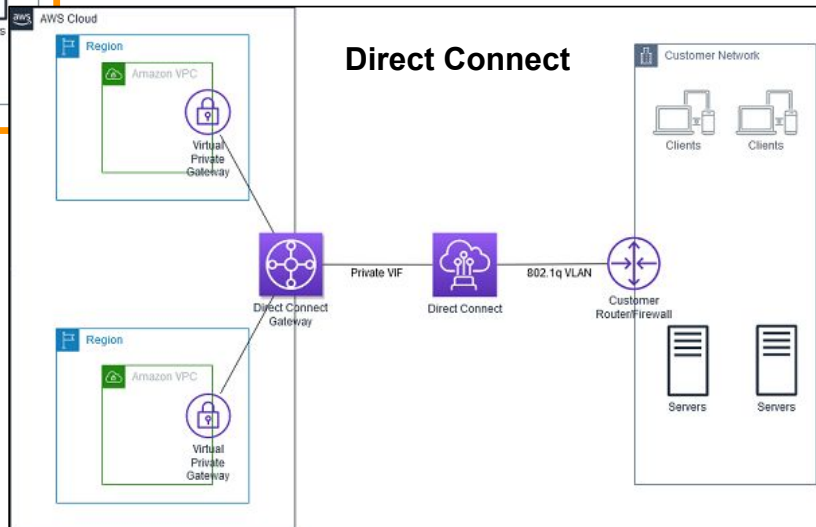 s
aws
AWS Cloud
Direct Connect
Region
Amazon VPC
Virtual
Private
Gateway
Customer Network
Clients
Clients
Direct Connect
Gateway
Private VIF
Direct Connect
802.1q VLAN
Customer
Router/Firewall
Region
Amazon VPC
Virtual
Private
Gateway
Servers
Servers